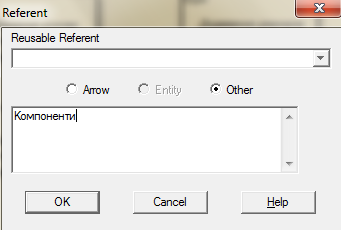 Referent
Reusable Referent
Arrow Entity Other
Компоненти
OK Cancel Help